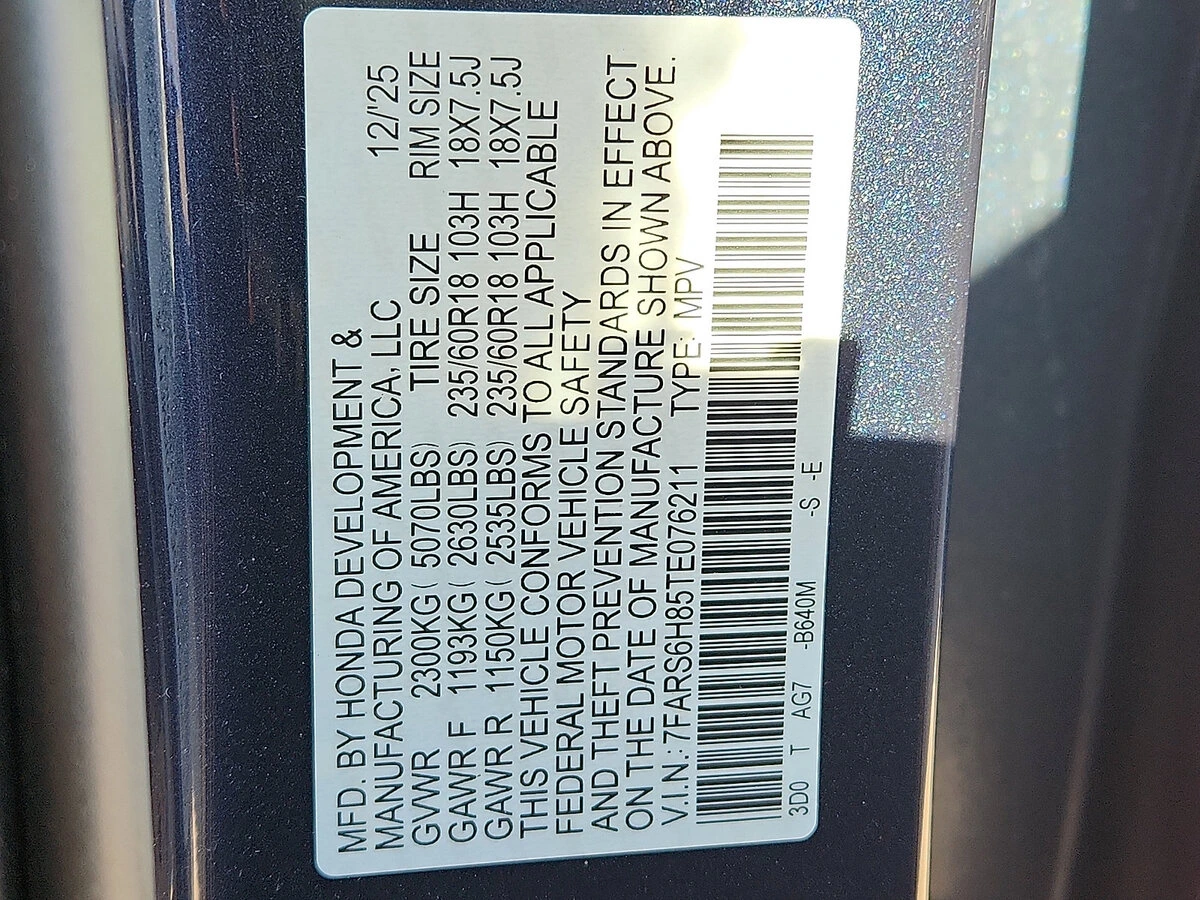 MFD. BY HONDA DEVELOPMENT &
MANUFACTURING OF AMERICA, LLC 12/'25
GVWR 2300KG ( 5070LBS) TIRE SIZE RIM SIZE
GAWR F 1193KG ( 2630LBS) 235/60R18 103H 18X7.5J
GAWR R 1150KG ( 2535LBS) 235/60R18 103H 18X7.5J
THIS VEHICLE CONFORMS TO ALL APPLICABLE
FEDERAL MOTOR VEHICLE SAFETY
AND THEFT PREVENTION STANDARDS IN EFFECT
ON THE DATE OF MANUFACTURE SHOWN ABOVE.
V.I.N.: 7FARS6H85TE076211 TYPE: MPV
3D0 T AG7 -B640M -S -E